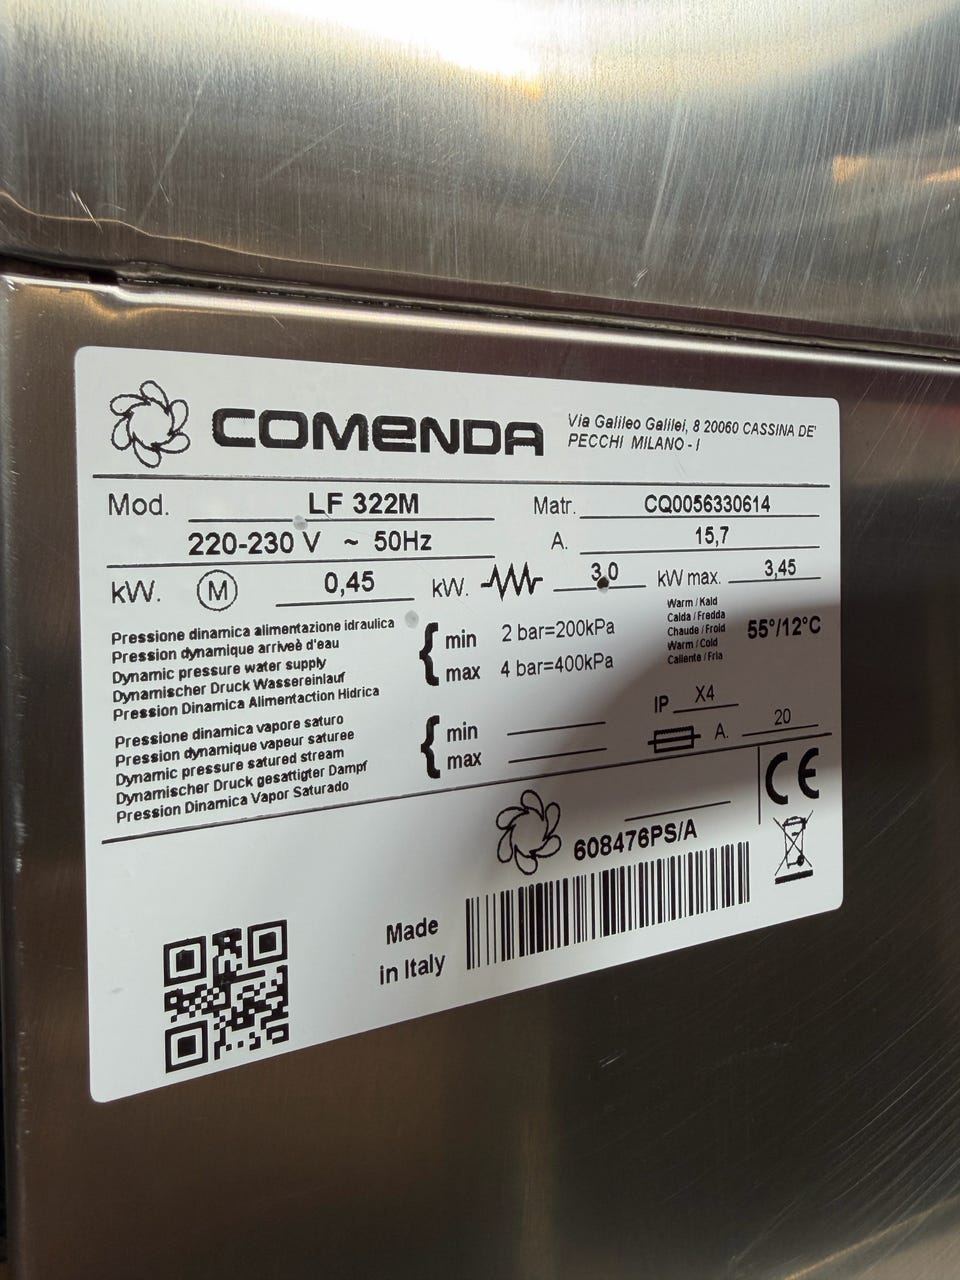 COMENDA
Via Galileo Galilei, 8 20060 CASSINA DE'
PECCHI MILANO - I
Mod. LF 322M Matr. CQ0056330614
220-230 V ~ 50Hz A. 15,7
kW. M 0,45 kW. 3,0 kW max. 3,45
Pressione dinamica alimentazione idraulica
Pression dynamique arriveè d'eau
Dynamic pressure water supply
Dynamischer Druck Wassereinlauf
Pression Dinamica Alimentaction Hidrica
min 2 bar=200kPa
max 4 bar=400kPa
Warm / Kald
Calda / Fredda
Chaude / Froid
Warm / Cold
Caliente / Fria
55°/12°C
Pressione dinamica vapore saturo
Pression dynamique vapeur saturee
Dynamic pressure satured stream
Dynamischer Druck gesattigter Dampf
Pression Dinamica Vapor Saturado
min
max
IP X4
A. 20
CE
608476PS/A
Made
in Italy